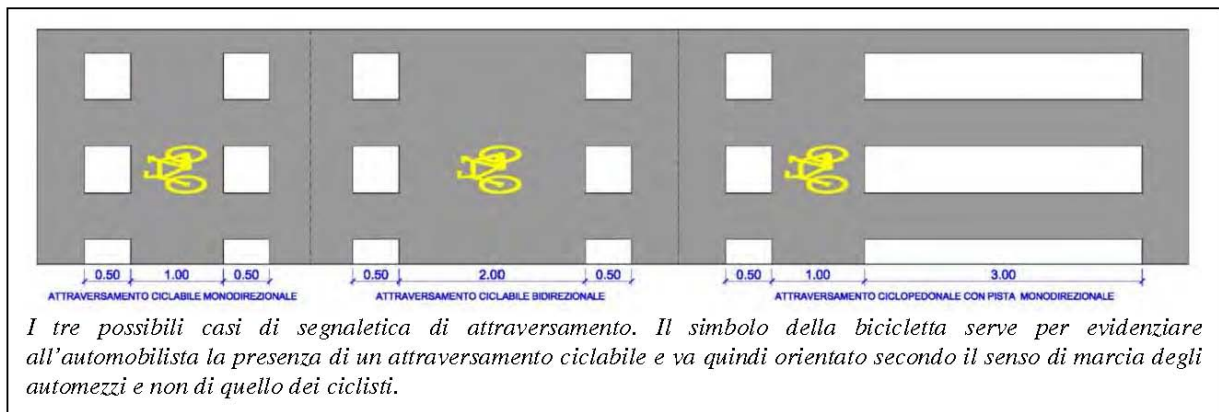 0.50 1.00 0.50 0.50 2.00 0.50 0.50 1.00 3.00
ATTRAVERSAMENTO CICLABILE MONODIREZIONALE ATTRAVERSAMENTO CICLABILE BIDIREZIONALE ATTRAVERSAMENTO CICLOPEDONALE CON PISTA MONODIREZIONALE
I tre possibili casi di segnaletica di attraversamento. Il simbolo della bicicletta serve per evidenziare
all'automobilista la presenza di un attraversamento ciclabile e va quindi orientato secondo il senso di marcia degli
automezzi e non di quello dei ciclisti.